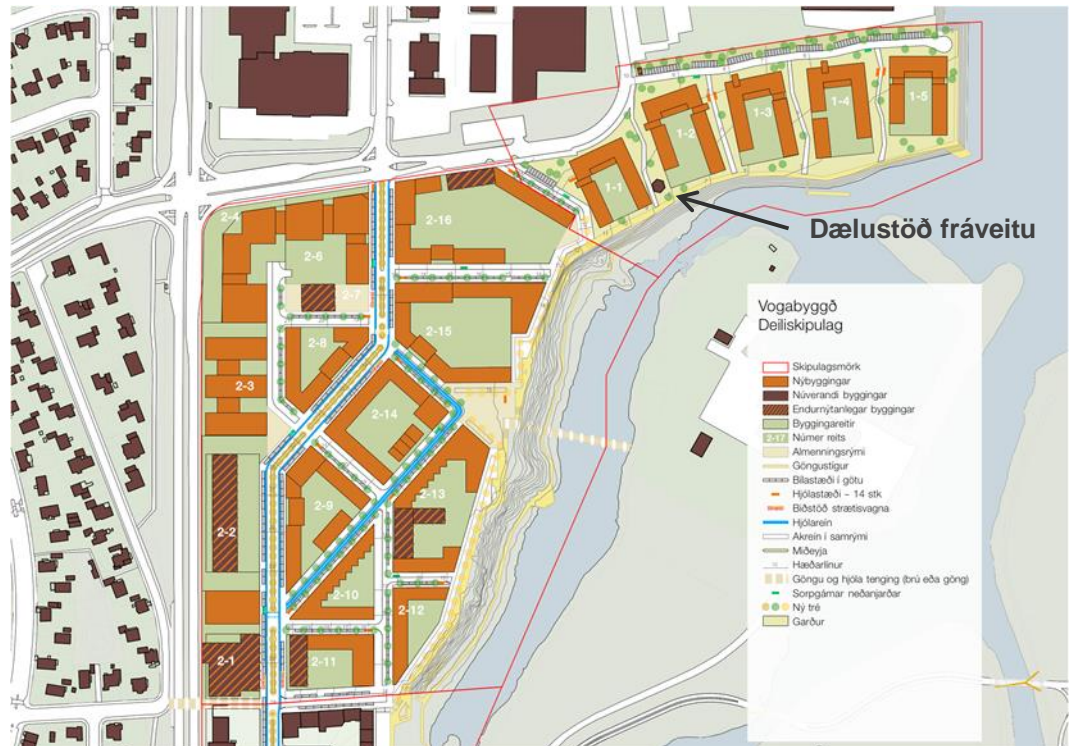 1-5
1-4
1-3
1-2
1-1
Dælustöð fráveitu
2-4
2-16
2-6
2-7
2-15
2-8
2-3
2-14
2-13
2-9
2-2
2-10
2-12
2-1
2-11
Vogabyggð
Deiliskipulag
Skipulagsmörk
Nýbyggingar
Núverandi byggingar
Endurnýtanlegar byggingar
Byggingareitir
2-17 Númer reits
Almenningsrými
Göngustígur
Bílastæði í götu
Hjólastæði – 14 stk
Biðstöð strætisvagna
Hjólarein
Akrein í samrými
Miðeyja
Hæðarlínur
Göngu og hjóla tenging (brú eða göng)
Sorpgámar neðanjarðar
Ný tré
Garður